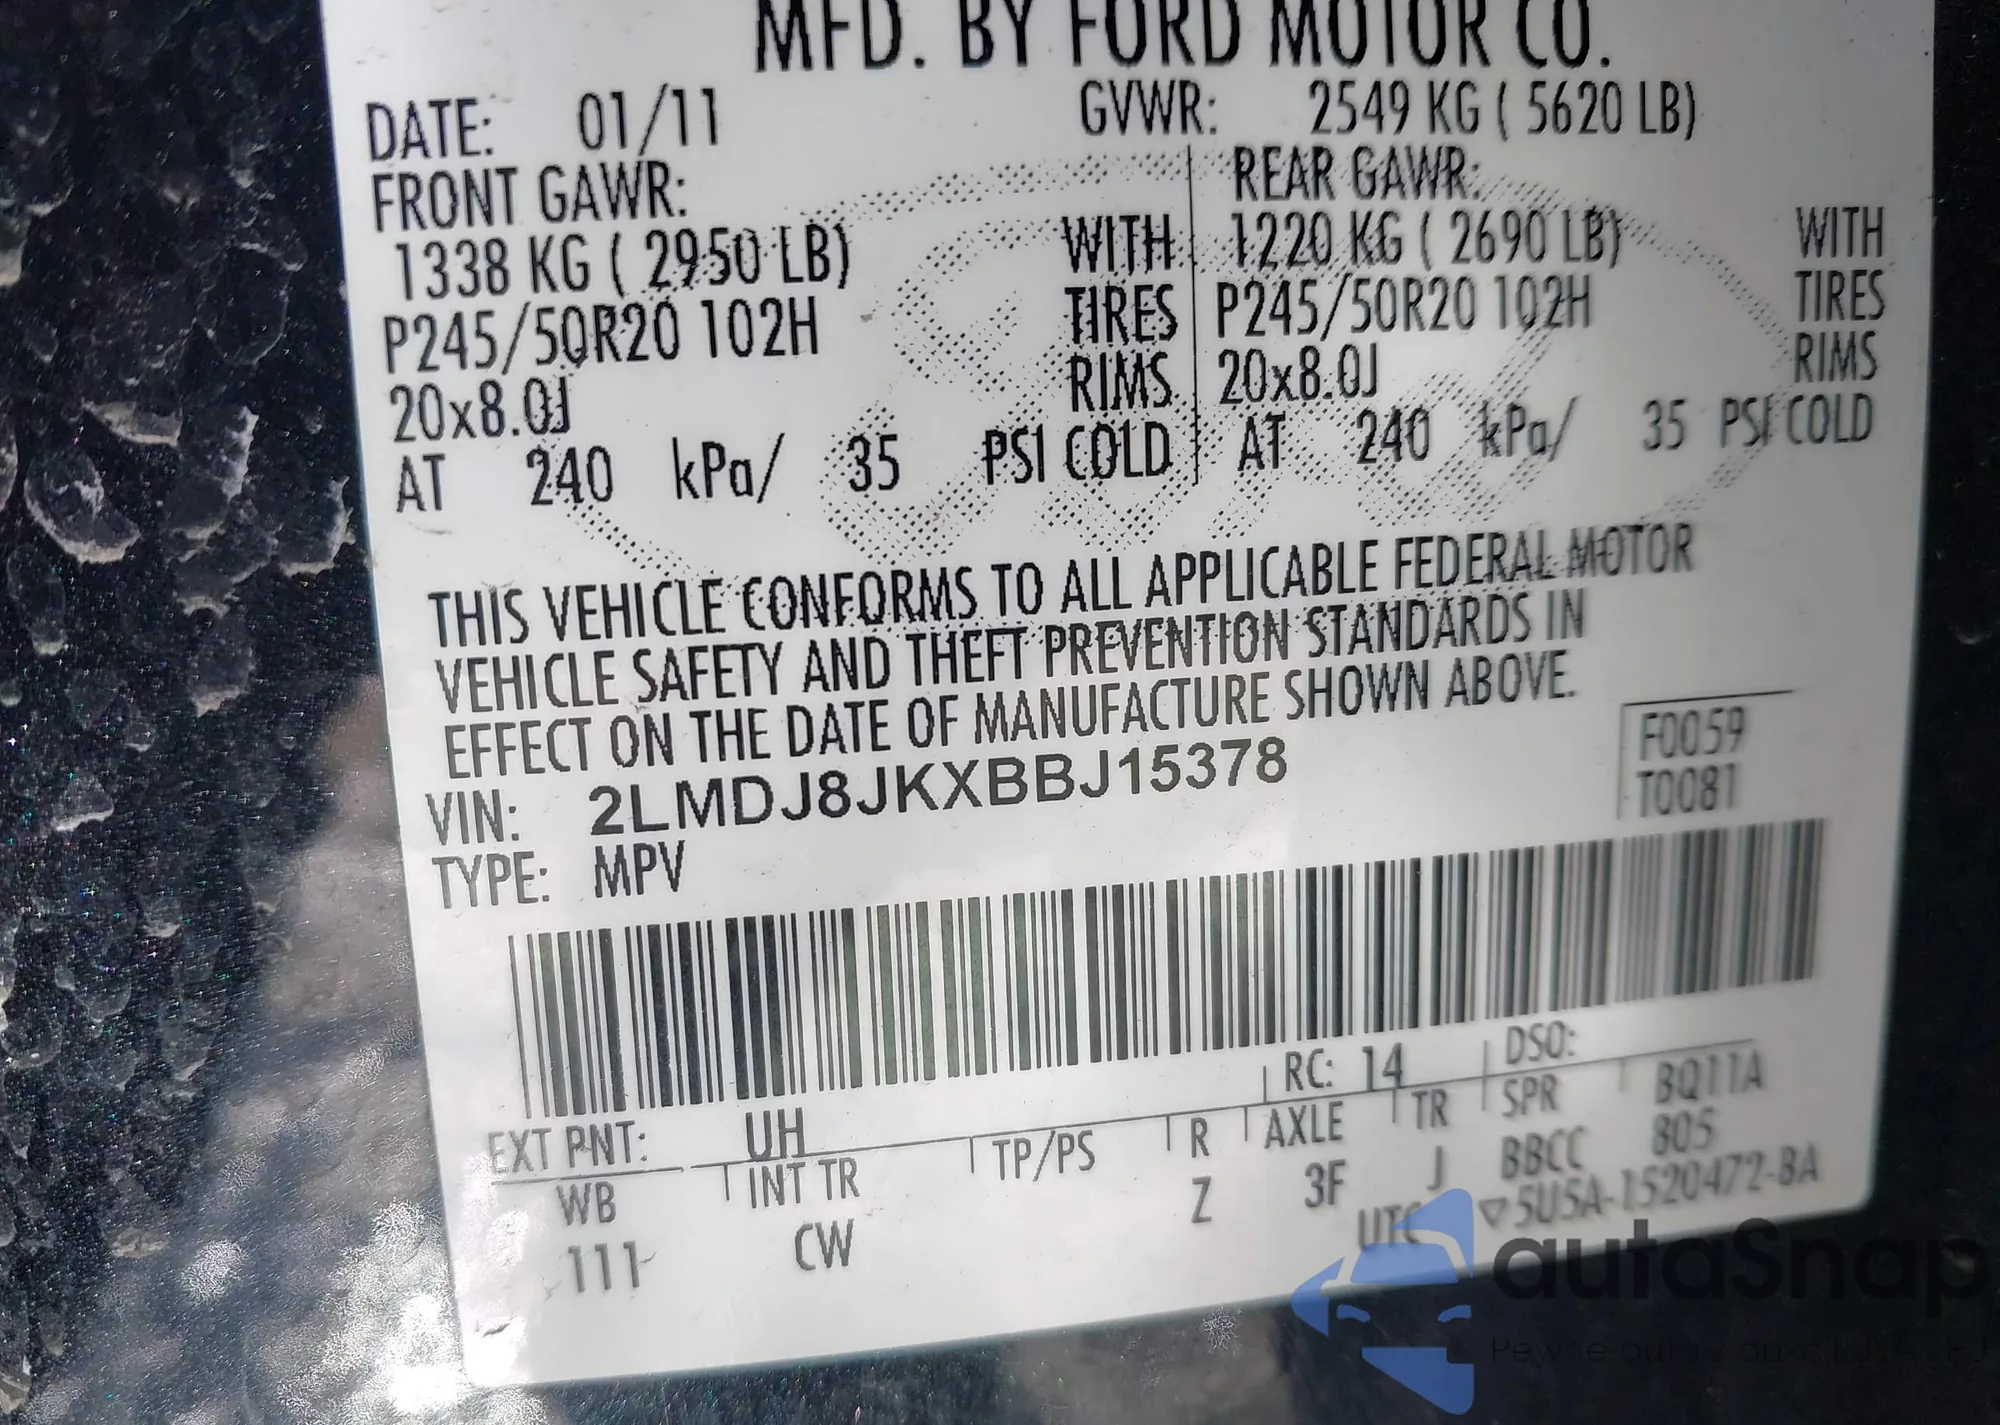 MFD. BY FORD MOTOR CO.
DATE: 01/11 GVWR: 2549 KG ( 5620 LB)
FRONT GAWR: REAR GAWR:
1338 KG ( 2950 LB) WITH 1220 KG ( 2690 LB) WITH
P245/50R20 102H TIRES P245/50R20 102H TIRES
20x8.0J RIMS 20x8.0J RIMS
AT 240 kPa/ 35 PSI COLD AT 240 kPa/ 35 PSI COLD
THIS VEHICLE CONFORMS TO ALL APPLICABLE FEDERAL MOTOR
VEHICLE SAFETY AND THEFT PREVENTION STANDARDS IN
EFFECT ON THE DATE OF MANUFACTURE SHOWN ABOVE.
F0059
VIN: 2LMDJ8JKXBBJ15378
T0081
TYPE: MPV
EXT PNT: UH RC: 14 DSO:
WB INT TR TP/PS R AXLE TR SPR BQ11A
111 CW Z 3F J BBCC 805
UTC ▽5U5A-1520472-BA
autoSnap